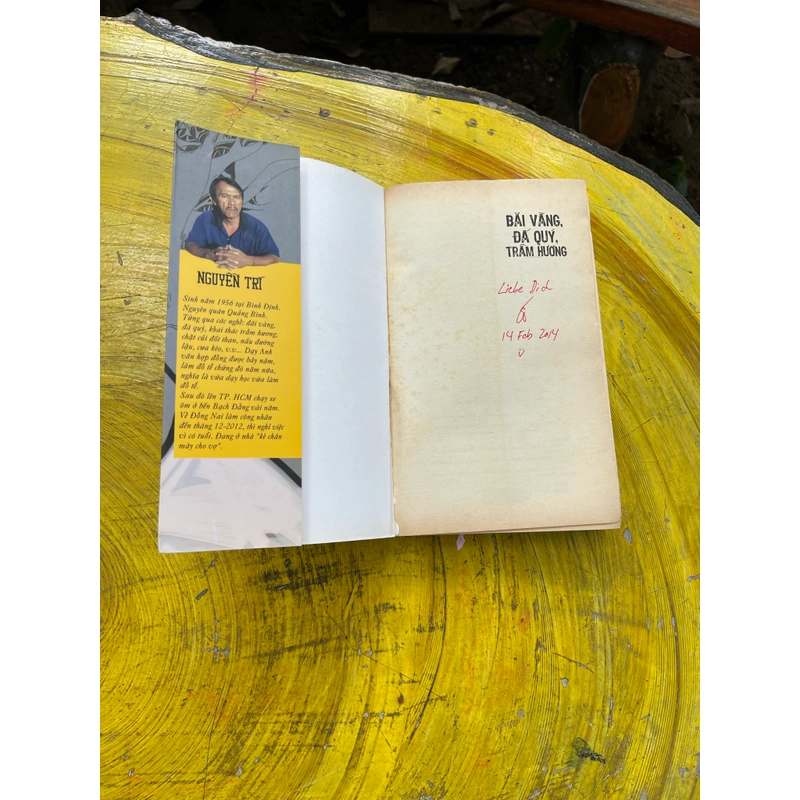 NGUYỄN TRÍ
Sinh năm 1956 tại Bình Định.
Nguyên quán Quảng Bình.
Từng qua các nghề: đãi vàng,
đá quý, khai thác trầm hương,
chặt củi đốt than, nấu đường
lậu, cưa kéo, v.v... Dạy Anh
văn hợp đồng được bảy năm,
làm đồ tể chừng đó năm nữa,
nghĩa là vừa dạy học vừa làm
đồ tể.
Sau đó lên TP. HCM chạy xe
ôm ở bến Bạch Đằng vài năm.
Về Đồng Nai làm công nhân
đến tháng 12-2012, thì nghỉ việc
vì có tuổi. Đang ở nhà "kê chân
máy cho vợ".
BÃI VÀNG,
ĐÁ QUÝ,
TRẦM HƯƠNG
Liebe Dich
14 Feb 2014